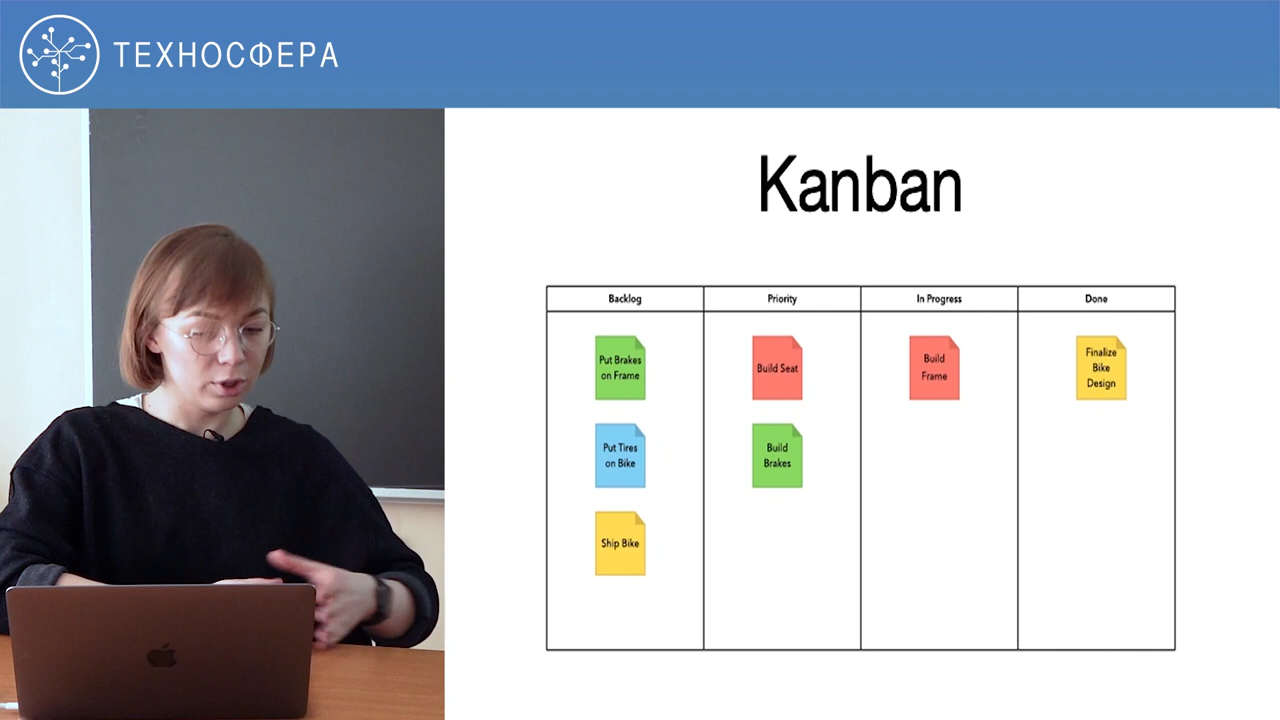 ТЕХНОСФЕРА
Kanban
Backlog
Priority
In Progress
Done
Put Brakes
on Frame
Build Seat
Build
Frame
Finalize
Bike
Design
Put Tires
on Bike
Build
Brakes
Ship Bike